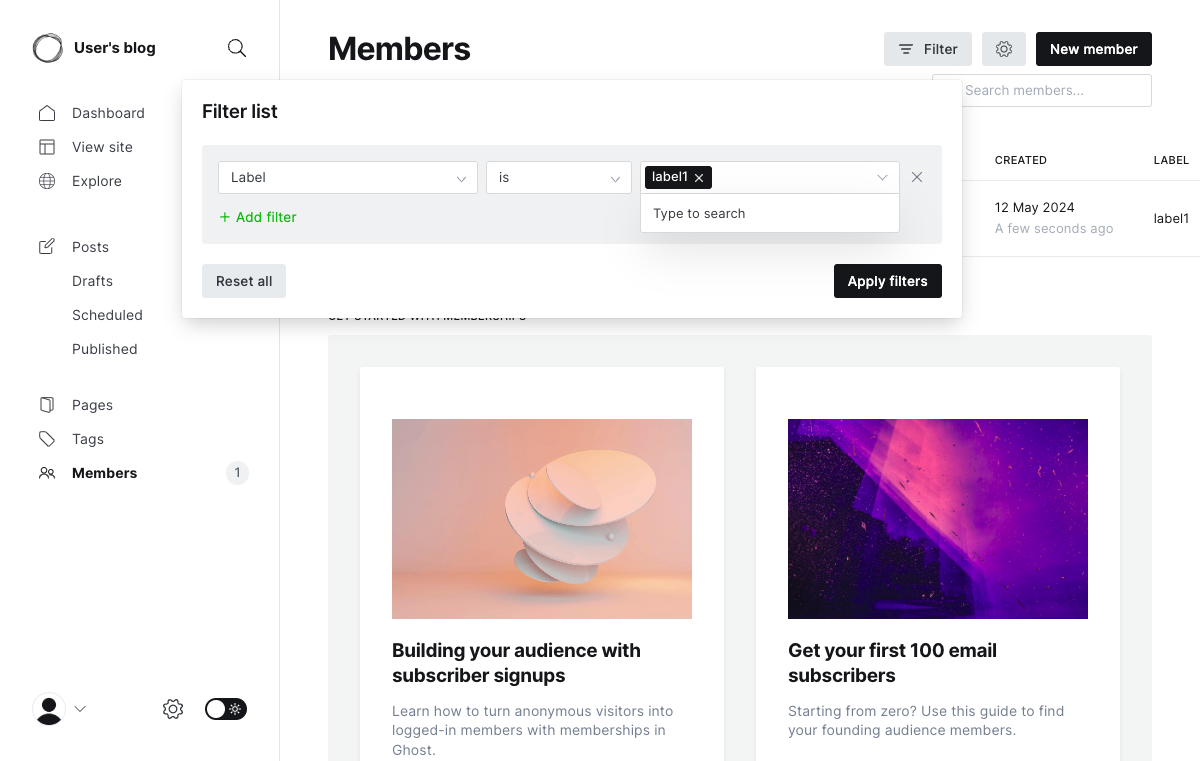 User's blog
Dashboard
View site
Explore
Posts
Drafts
Scheduled
Published
Pages
Tags
Members
1
Members
Filter
New member
Search members...
Filter list
Label
is
label1
Type to search
+ Add filter
Reset all
Apply filters
CREATED
LABEL
12 May 2024
A few seconds ago
label1
GET STARTED WITH MEMBERSHIPS
Building your audience with
subscriber signups
Learn how to turn anonymous visitors into
logged-in members with memberships in
Ghost.
Get your first 100 email
subscribers
Starting from zero? Use this guide to find
your founding audience members.